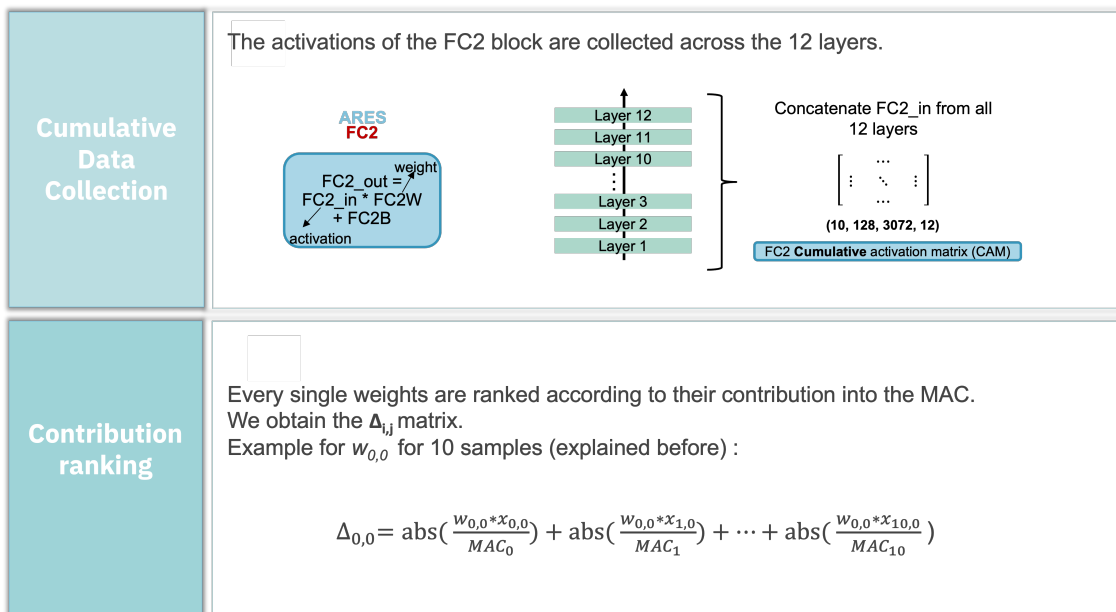 Cumulative
Data
Collection
The activations of the FC2 block are collected across the 12 layers.
ARES
FC2
weight
FC2_out =
FC2_in * FC2W
+ FC2B
activation
Layer 12
Layer 11
Layer 10
⋮
Layer 3
Layer 2
Layer 1
Concatenate FC2_in from all
12 layers
⋯
⋮ ⋱ ⋮
⋯
(10, 128, 3072, 12)
FC2 Cumulative activation matrix (CAM)
Contribution
ranking
Every single weights are ranked according to their contribution into the MAC.
We obtain the Δi,j matrix.
Example for w0,0 for 10 samples (explained before) :
Δ0,0= abs(w0,0*x0,0/MAC0) + abs(w0,0*x1,0/MAC1) + ⋯ + abs(w0,0*x10,0/MAC10)